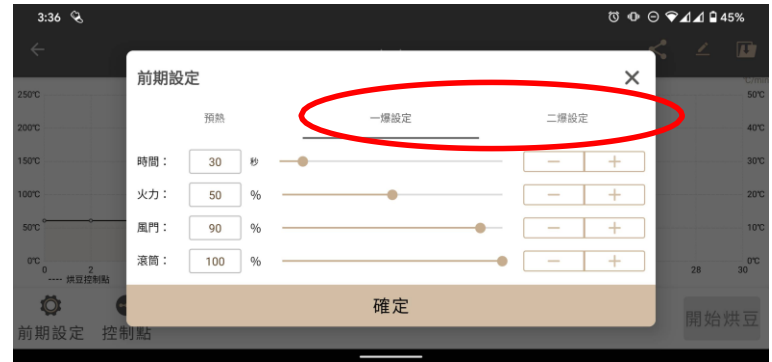 3:36 45%
前期設定
°C/min
250°C 50°C
預熱 一爆設定 二爆設定
200°C 40°C
150°C 時間： 30 秒 － ＋ 30°C
100°C 火力： 50 % － ＋ 20°C
50°C 風門： 90 % － ＋ 10°C
0°C 滾筒： 100 % － ＋ 0°C
0 2 28 30
---- 烘豆控制點
確定
前期設定 控制點 開始烘豆